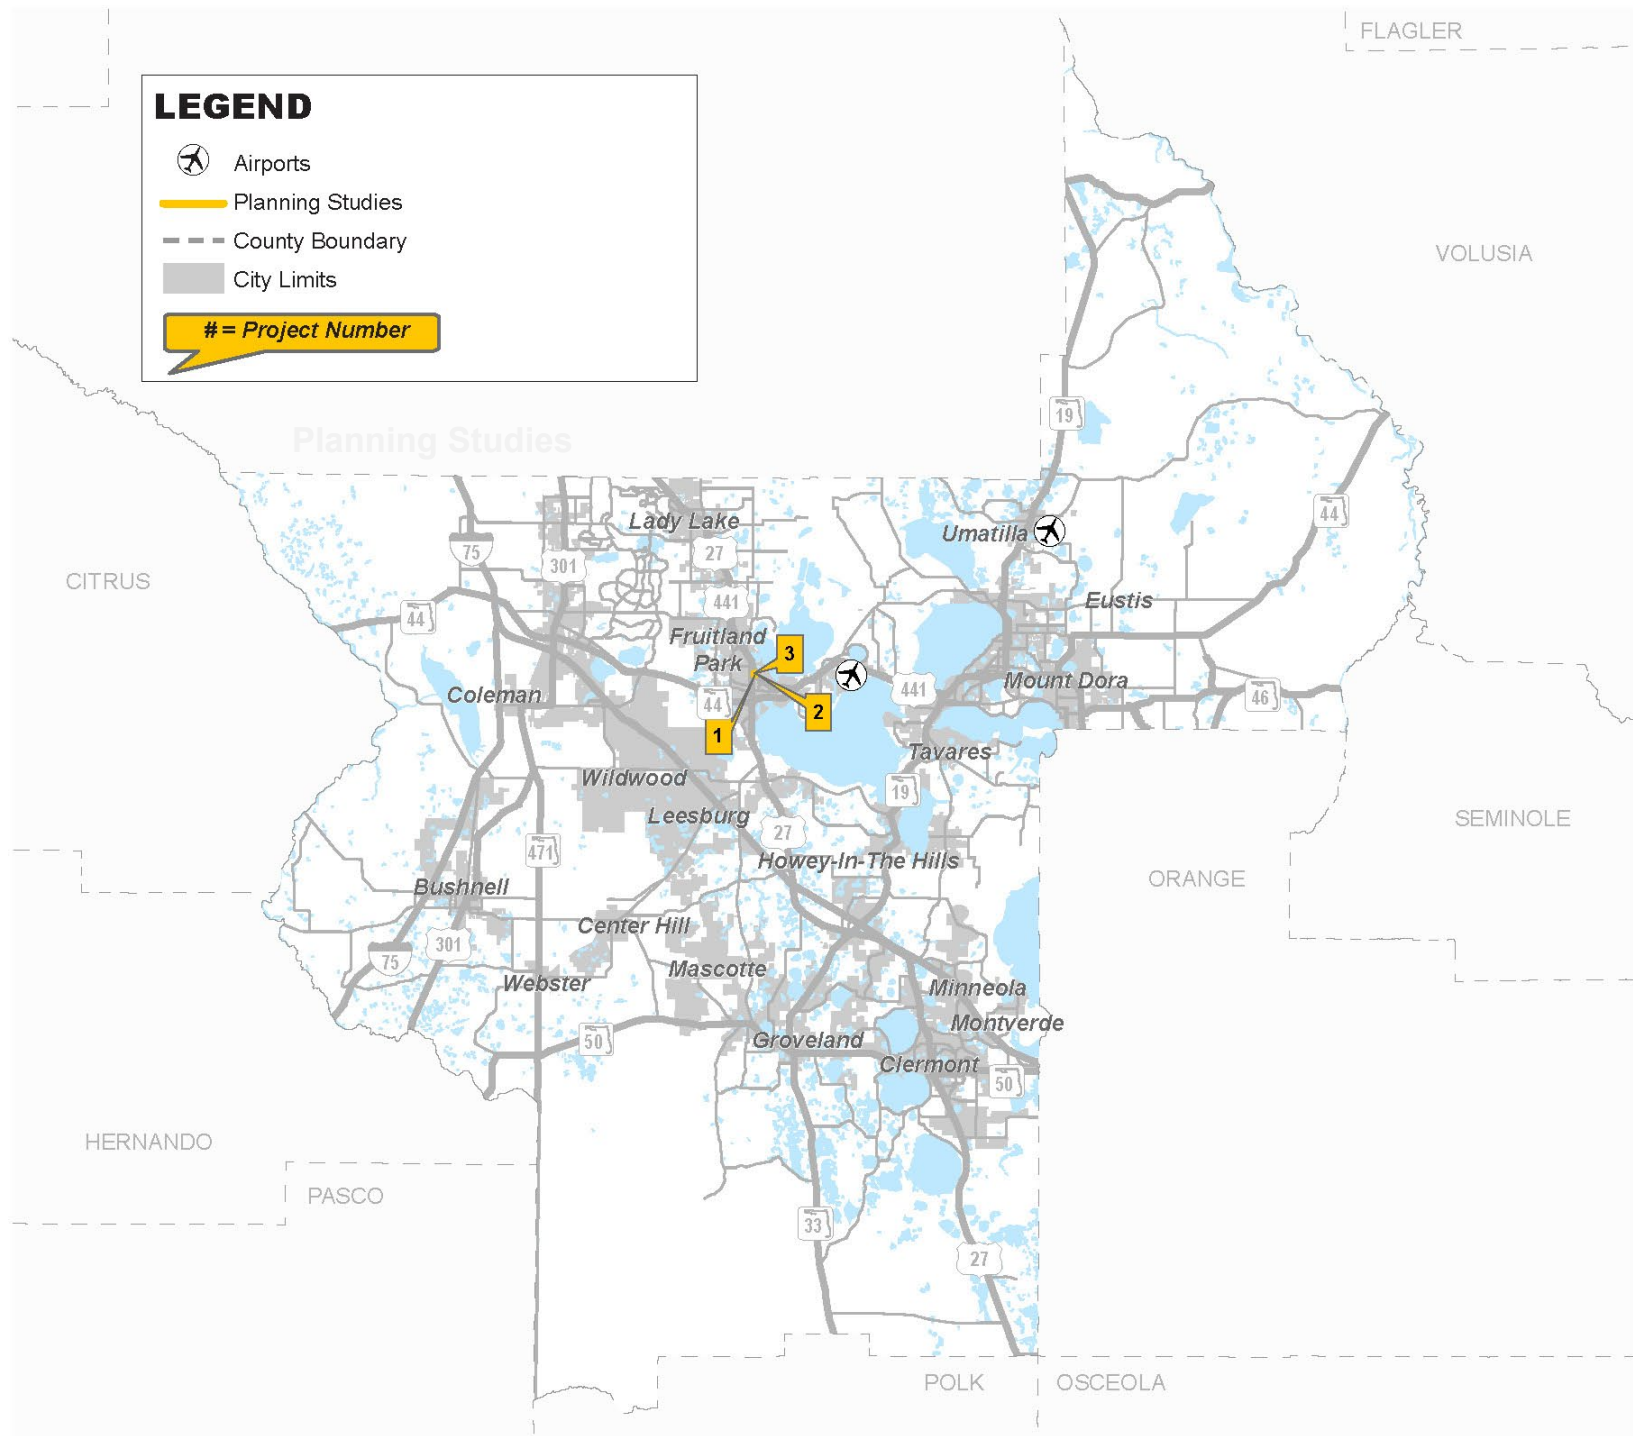 FLAGLER
LEGEND
Airports
Planning Studies
County Boundary
City Limits
# = Project Number
VOLUSIA
19
Planning Studies
44
Lady Lake
Umatilla
75
27
301
CITRUS
441
Eustis
44
Fruitland
Park
3
Mount Dora
441
46
Coleman
44
2
1
Tavares
Wildwood
19
Leesburg
SEMINOLE
27
471
Howey-In-The Hills
ORANGE
Bushnell
Center Hill
301
75
Mascotte
Webster
Minneola
Montverde
50
Groveland
Clermont
50
HERNANDO
PASCO
33
27
POLK
OSCEOLA